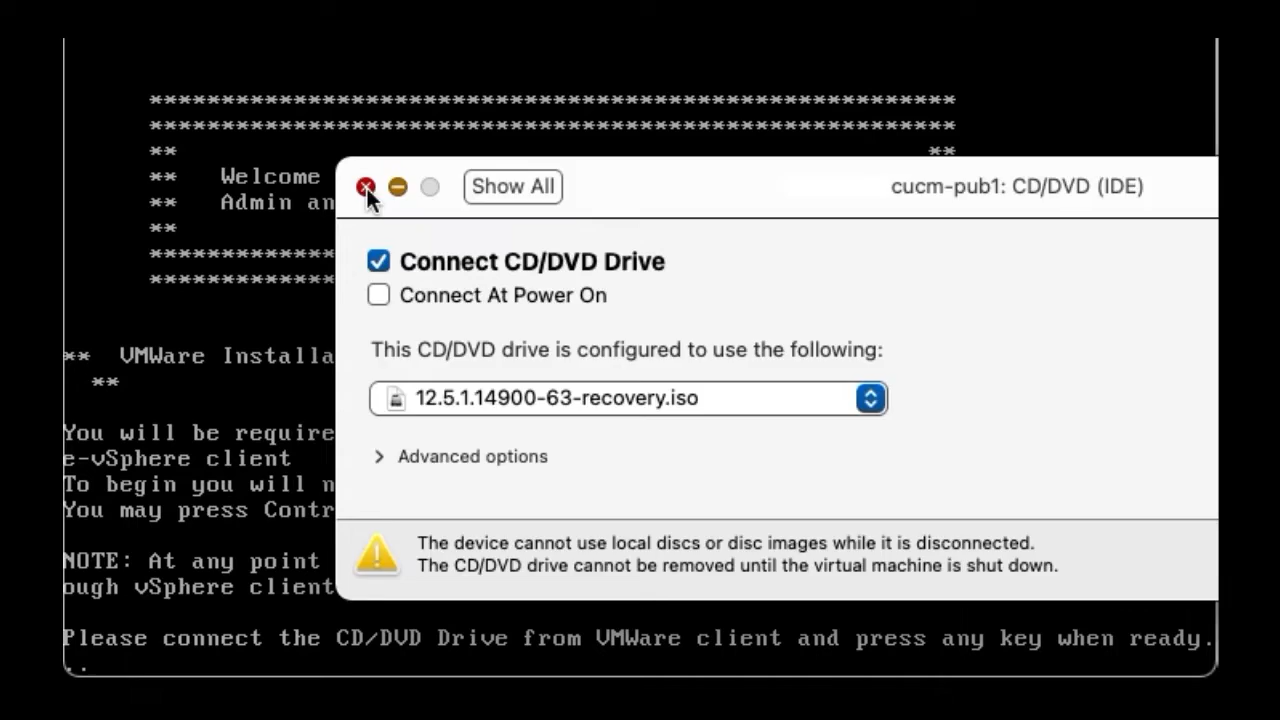 *********************************************************
*********************************************************
** **
** Welcome
** Admin an
**
*************
*************
** VMWare Installa
**
You will be require
e-vSphere client
To begin you will n
You may press Contr
NOTE: At any point
ough vSphere client
Please connect the CD/DVD Drive from VMWare client and press any key when ready.
..
Show All
cucm-pub1: CD/DVD (IDE)
Connect CD/DVD Drive
Connect At Power On
This CD/DVD drive is configured to use the following:
12.5.1.14900-63-recovery.iso
Advanced options
The device cannot use local discs or disc images while it is disconnected.
The CD/DVD drive cannot be removed until the virtual machine is shut down.